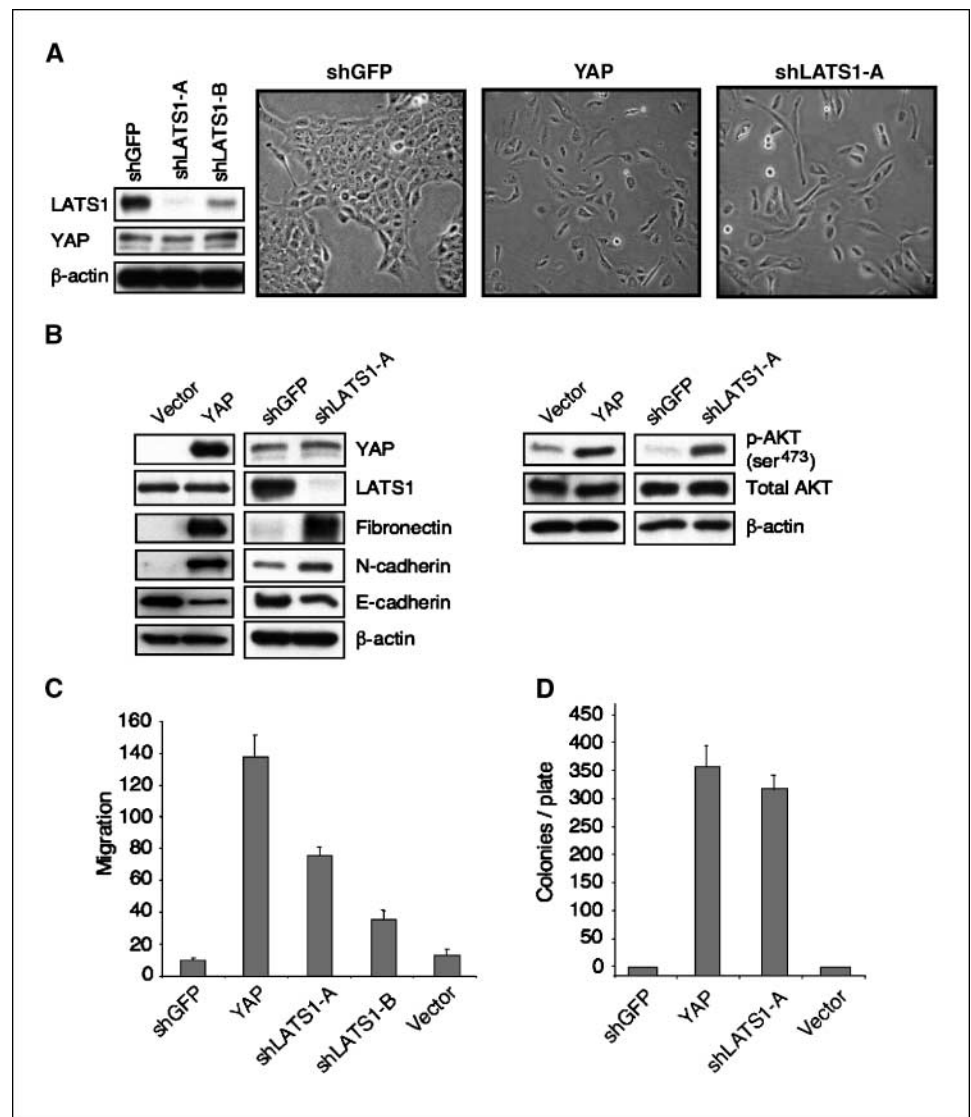 A
shGFP
shLATS1-A
shLATS1-B
LATS1
YAP
β-actin
shGFP
YAP
shLATS1-A
B
Vector
YAP
shGFP
shLATS1-A
YAP
LATS1
Fibronectin
N-cadherin
E-cadherin
β-actin
Vector
YAP
shGFP
shLATS1-A
p-AKT
(ser473)
Total AKT
β-actin
C
Migration
160
140
120
100
80
60
40
20
0
shGFP
YAP
shLATS1-A
shLATS1-B
Vector
D
Colonies / plate
450
400
350
300
250
200
150
100
50
0
shGFP
YAP
shLATS1-A
Vector